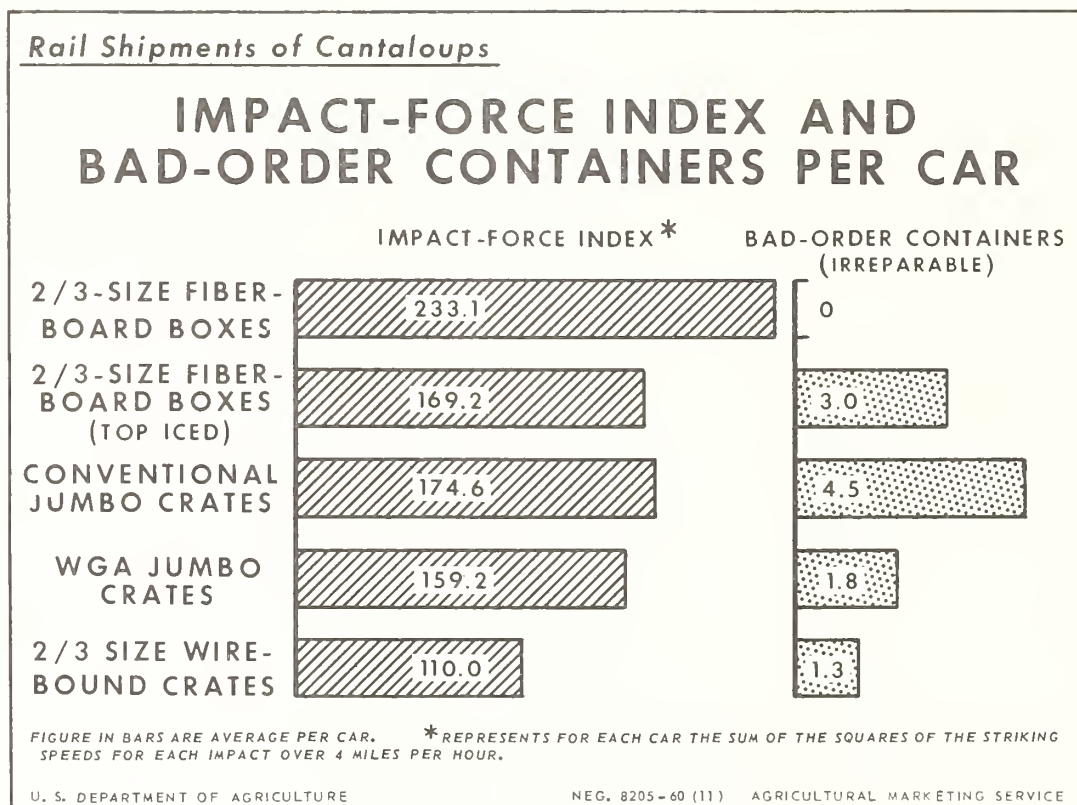 Rail Shipments of Cantaloups
IMPACT-FORCE INDEX AND
BAD-ORDER CONTAINERS PER CAR
IMPACT-FORCE INDEX*
BAD-ORDER CONTAINERS
(IRREPARABLE)
2/3-SIZE FIBER-
BOARD BOXES
233.1
0
2/3-SIZE FIBER-
BOARD BOXES
(TOP ICED)
169.2
3.0
CONVENTIONAL
JUMBO CRATES
174.6
4.5
WGA JUMBO
CRATES
159.2
1.8
2/3 SIZE WIRE-
BOUND CRATES
110.0
1.3
FIGURE IN BARS ARE AVERAGE PER CAR. *REPRESENTS FOR EACH CAR THE SUM OF THE SQUARES OF THE STRIKING
SPEEDS FOR EACH IMPACT OVER 4 MILES PER HOUR.
U. S. DEPARTMENT OF AGRICULTURE NEG. 8205-60 (11) AGRICULTURAL MARKETING SERVICE